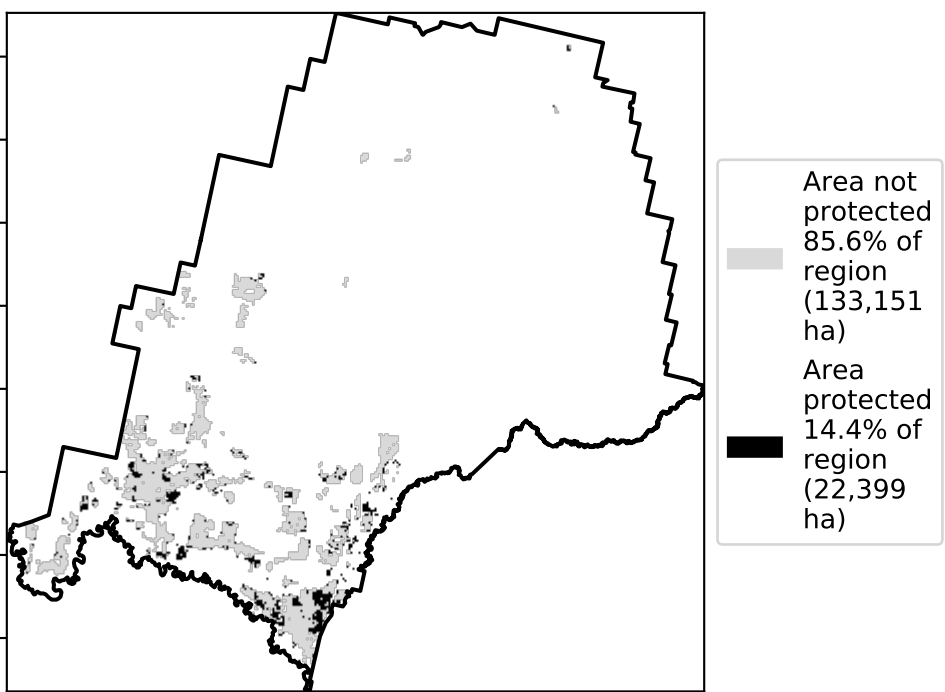 Area not
protected
85.6% of
region
(133,151
ha)
Area
protected
14.4% of
region
(22,399
ha)